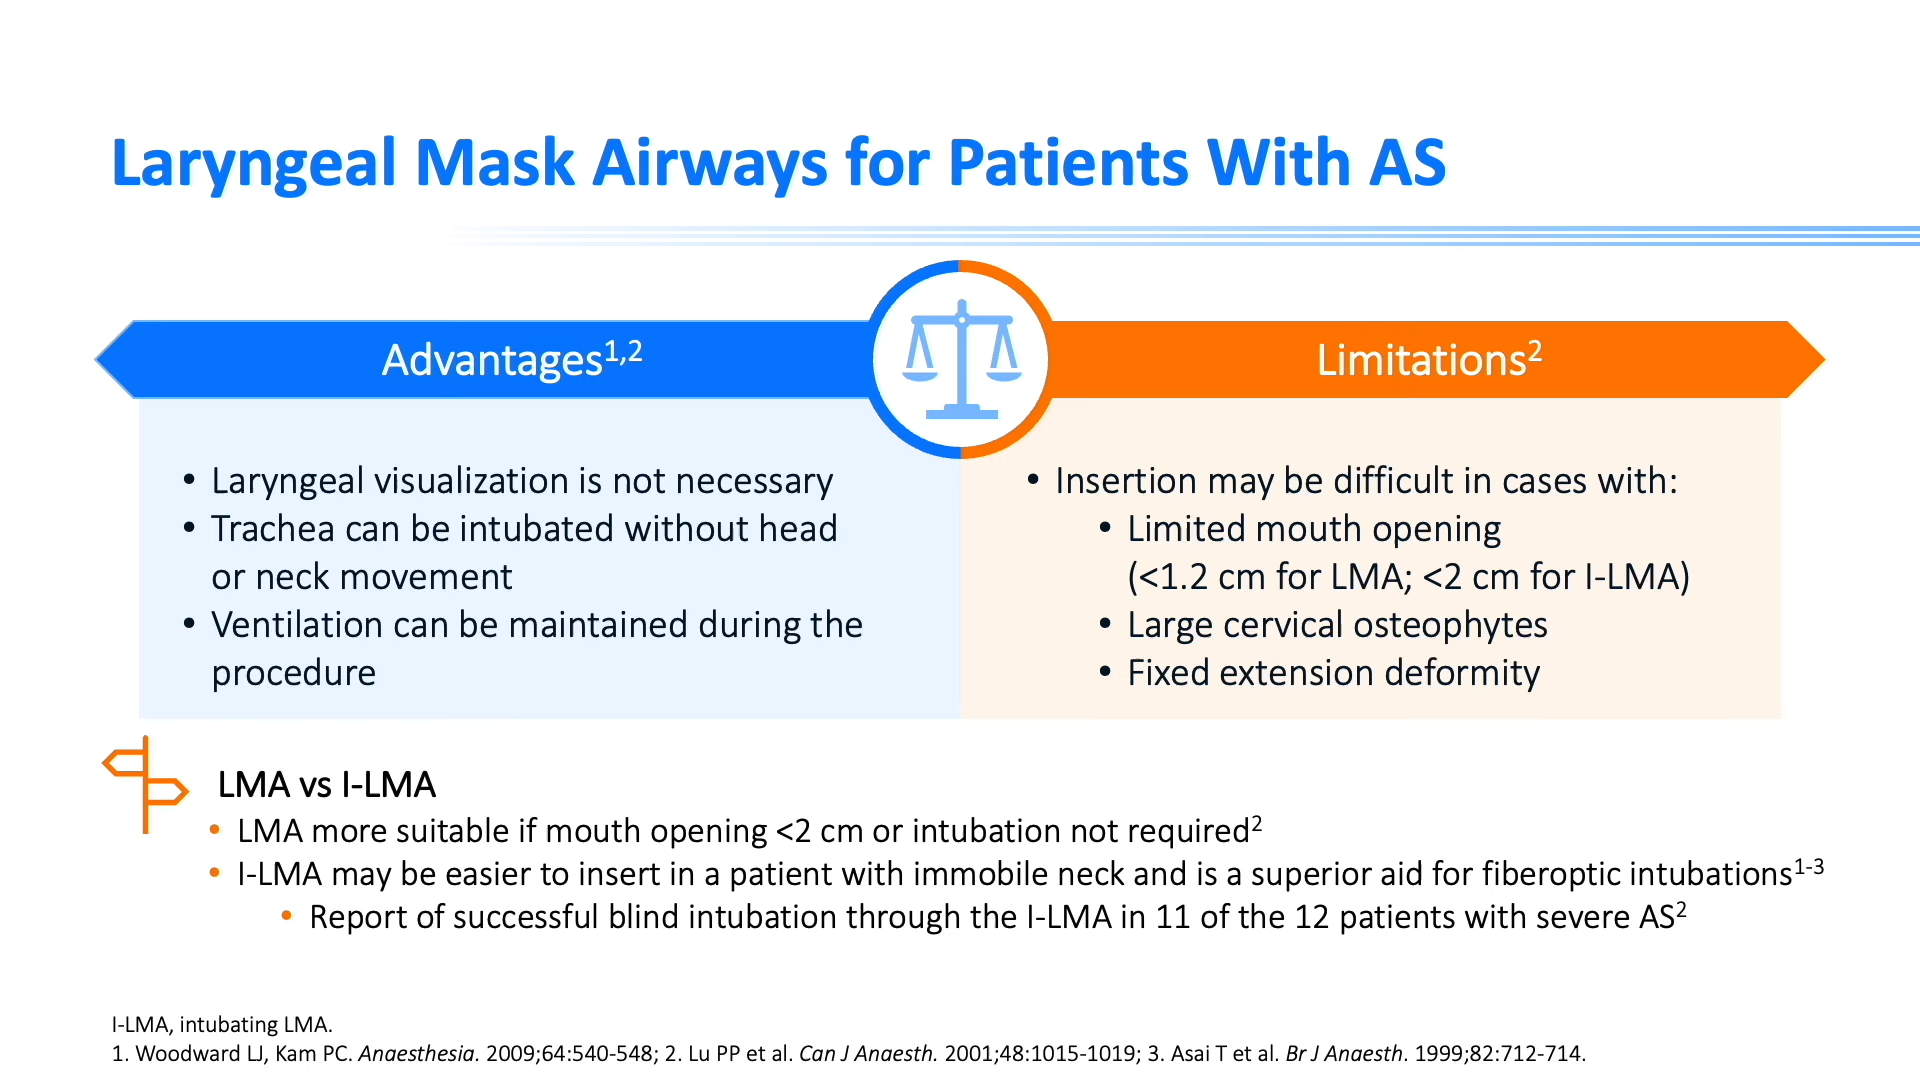 Laryngeal Mask Airways for Patients With AS
Advantages1,2
• Laryngeal visualization is not necessary
• Trachea can be intubated without head
or neck movement
• Ventilation can be maintained during the
procedure
Limitations2
• Insertion may be difficult in cases with:
• Limited mouth opening
(<1.2 cm for LMA; <2 cm for I-LMA)
• Large cervical osteophytes
• Fixed extension deformity
LMA vs I-LMA
• LMA more suitable if mouth opening <2 cm or intubation not required2
• I-LMA may be easier to insert in a patient with immobile neck and is a superior aid for fiberoptic intubations1-3
• Report of successful blind intubation through the I-LMA in 11 of the 12 patients with severe AS2
I-LMA, intubating LMA.
1. Woodward LJ, Kam PC. Anaesthesia. 2009;64:540-548; 2. Lu PP et al. Can J Anaesth. 2001;48:1015-1019; 3. Asai T et al. Br J Anaesth. 1999;82:712-714.